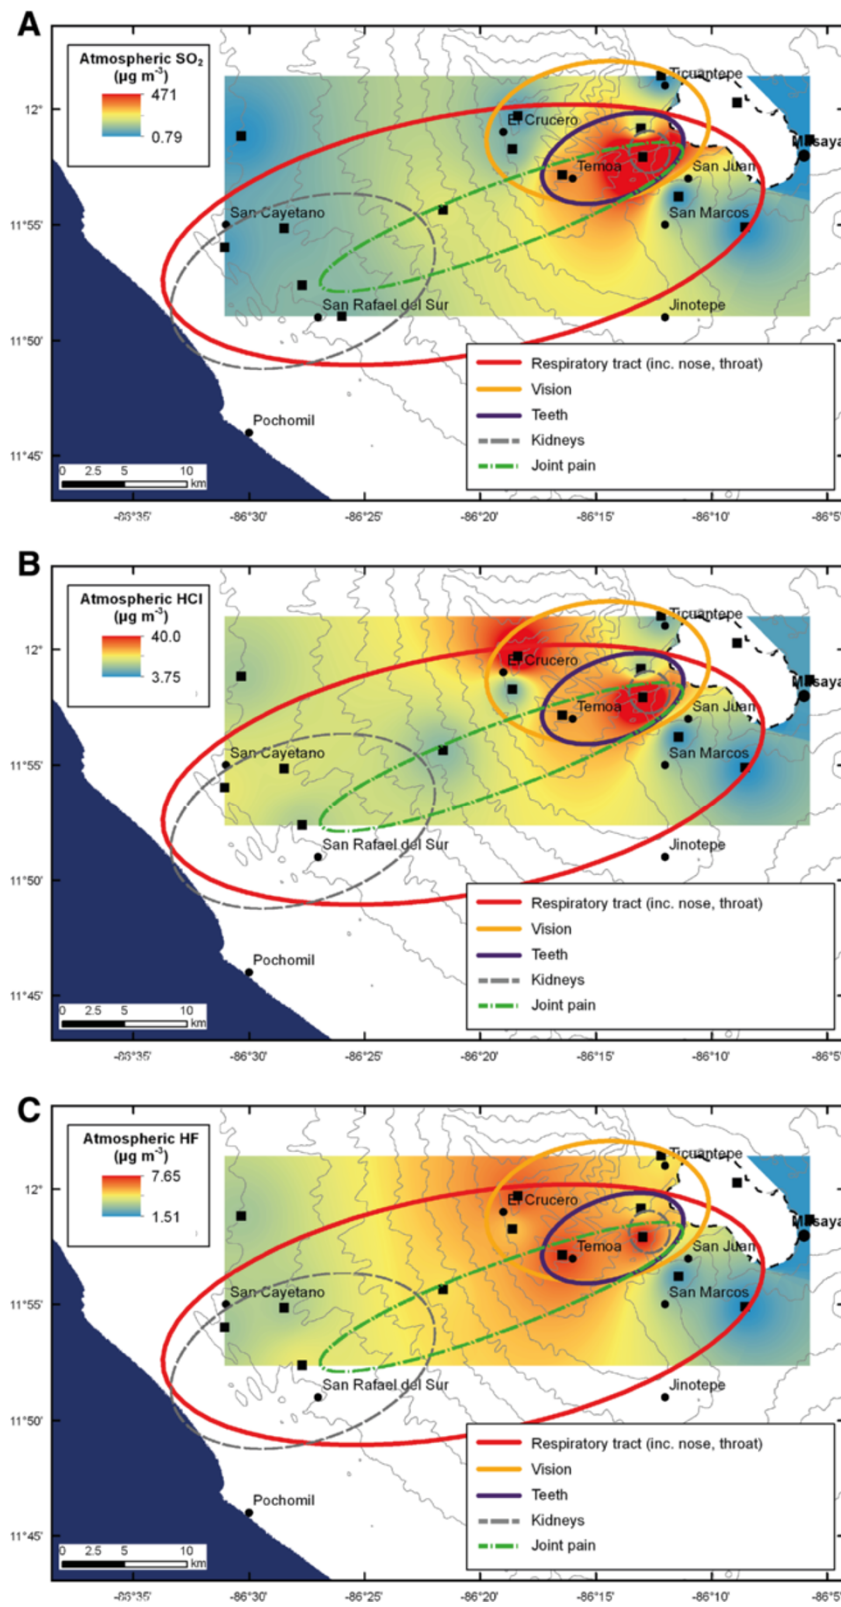 A
Atmospheric SO₂
(µg m⁻³)
471
0.79
Ticuantepe
12°
El Crucero
Masaya
Temoa
San Juan
San Cayetano
San Marcos
11°55'
San Rafael del Sur
Jinotepe
11°50'
Respiratory tract (inc. nose, throat)
Vision
Pochomil
Teeth
Kidneys
11°45'
Joint pain
0 2.5 5 10
km
-86°35' -86°30' -86°25' -86°20' -86°15' -86°10' -86°5'
B
Atmospheric HCl
(µg m⁻³)
40.0
3.75
Ticuantepe
12°
El Crucero
Masaya
Temoa
San Juan
San Cayetano
San Marcos
11°55'
San Rafael del Sur
Jinotepe
11°50'
Respiratory tract (inc. nose, throat)
Vision
Pochomil
Teeth
Kidneys
11°45'
Joint pain
0 2.5 5 10
km
-86°35' -86°30' -86°25' -86°20' -86°15' -86°10' -86°5'
C
Atmospheric HF
(µg m⁻³)
7.65
1.51
Ticuantepe
12°
El Crucero
Masaya
Temoa
San Juan
San Cayetano
San Marcos
11°55'
San Rafael del Sur
Jinotepe
11°50'
Respiratory tract (inc. nose, throat)
Vision
Pochomil
Teeth
Kidneys
11°45'
Joint pain
0 2.5 5 10
km
-86°35' -86°30' -86°25' -86°20' -86°15' -86°10' -86°5'